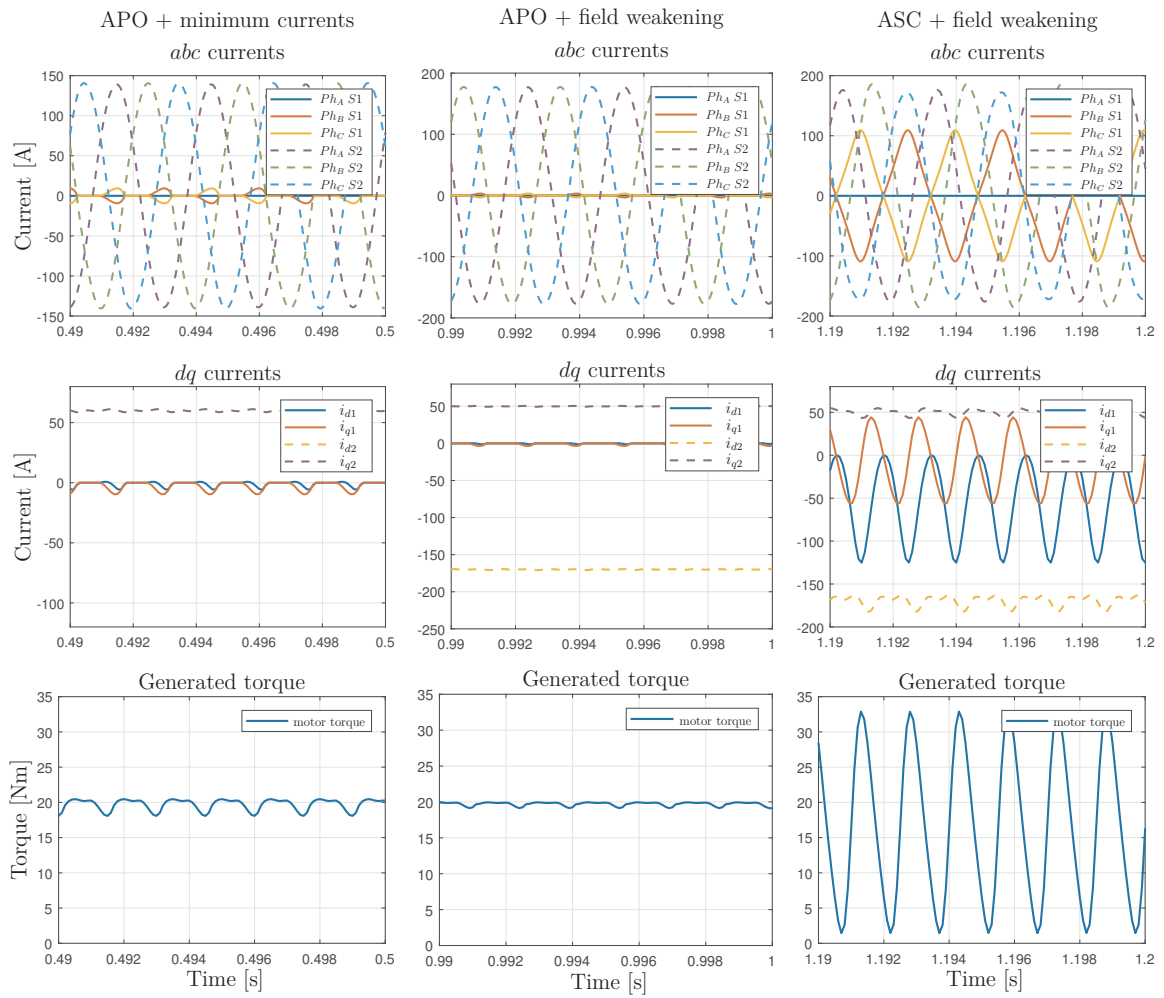 APO + minimum currents
abc currents
Current [A]
150
100
50
0
-50
-100
-150
0.49 0.492 0.494 0.496 0.498 0.5
Ph_A S1
Ph_B S1
Ph_C S1
Ph_A S2
Ph_B S2
Ph_C S2
APO + field weakening
abc currents
200
100
0
-100
-200
0.99 0.992 0.994 0.996 0.998 1
Ph_A S1
Ph_B S1
Ph_C S1
Ph_A S2
Ph_B S2
Ph_C S2
ASC + field weakening
abc currents
200
100
0
-100
-200
1.19 1.192 1.194 1.196 1.198 1.2
Ph_A S1
Ph_B S1
Ph_C S1
Ph_A S2
Ph_B S2
Ph_C S2
dq currents
Current [A]
50
0
-50
-100
0.49 0.492 0.494 0.496 0.498 0.5
i_d1
i_q1
i_d2
i_q2
dq currents
50
0
-50
-100
-150
-200
-250
0.99 0.992 0.994 0.996 0.998 1
i_d1
i_q1
i_d2
i_q2
dq currents
50
0
-50
-100
-150
-200
1.19 1.192 1.194 1.196 1.198 1.2
i_d1
i_q1
i_d2
i_q2
Generated torque
Torque [Nm]
35
30
25
20
15
10
5
0
0.49 0.492 0.494 0.496 0.498 0.5
Time [s]
motor torque
Generated torque
35
30
25
20
15
10
5
0
0.99 0.992 0.994 0.996 0.998 1
Time [s]
motor torque
Generated torque
35
30
25
20
15
10
5
0
1.19 1.192 1.194 1.196 1.198 1.2
Time [s]
motor torque